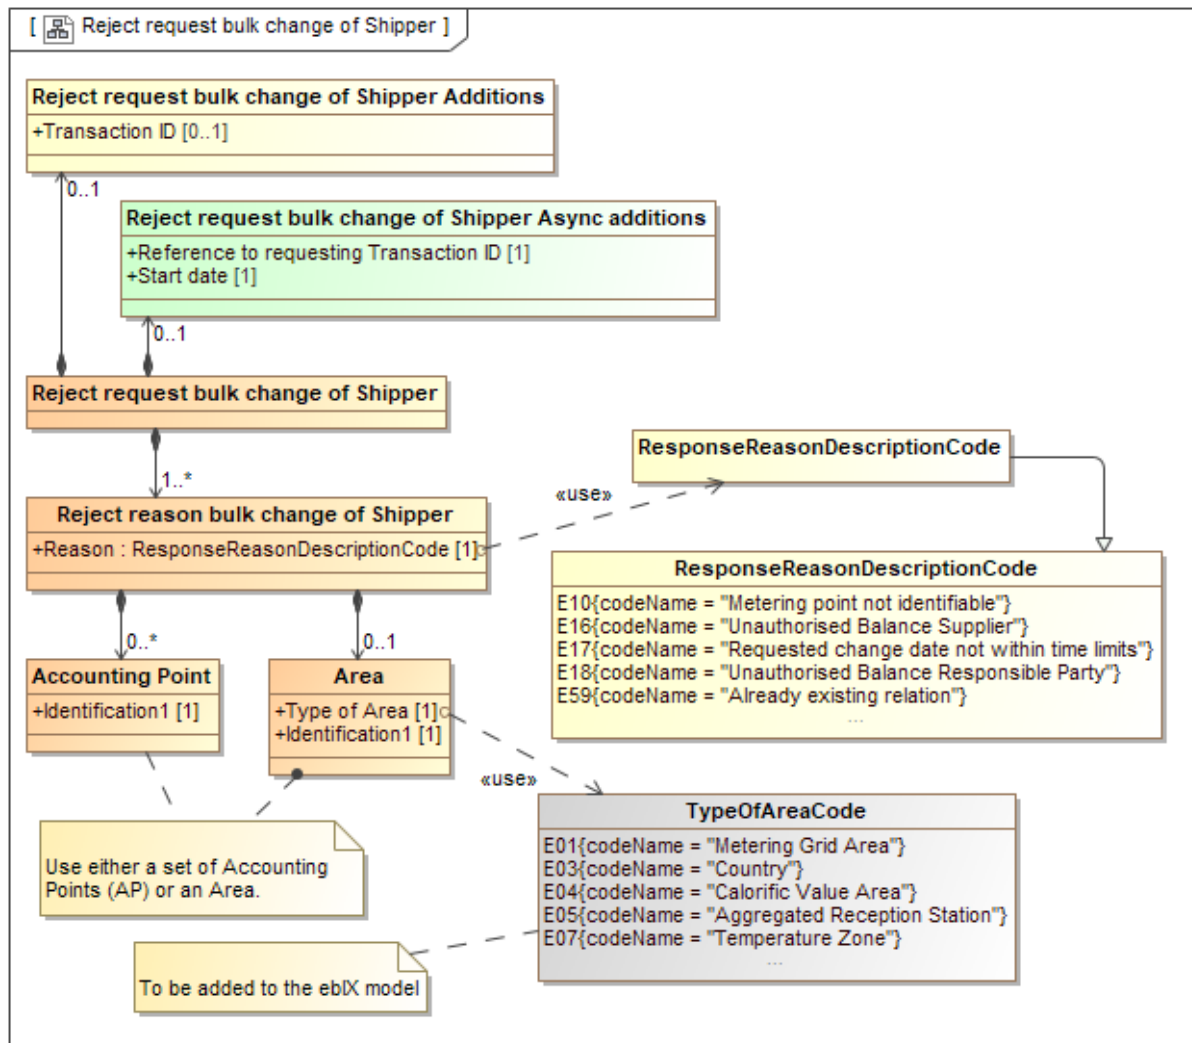 [ Reject request bulk change of Shipper ]
Reject request bulk change of Shipper Additions
+Transaction ID [0..1]
0..1
Reject request bulk change of Shipper Async additions
+Reference to requesting Transaction ID [1]
+Start date [1]
0..1
Reject request bulk change of Shipper
1..*
ResponseReasonDescriptionCode
«use»
Reject reason bulk change of Shipper
+Reason : ResponseReasonDescriptionCode [1]
ResponseReasonDescriptionCode
E10{codeName = "Metering point not identifiable"}
E16{codeName = "Unauthorised Balance Supplier"}
E17{codeName = "Requested change date not within time limits"}
E18{codeName = "Unauthorised Balance Responsible Party"}
E59{codeName = "Already existing relation"}
...
0..*
0..1
Accounting Point
+Identification1 [1]
Area
+Type of Area [1]
+Identification1 [1]
«use»
TypeOfAreaCode
E01{codeName = "Metering Grid Area"}
E03{codeName = "Country"}
E04{codeName = "Calorific Value Area"}
E05{codeName = "Aggregated Reception Station"}
E07{codeName = "Temperature Zone"}
...
Use either a set of Accounting
Points (AP) or an Area.
To be added to the ebIX model